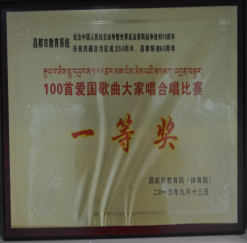 昌都市教育系统
纪念中国人民抗日战争暨世界反法西斯战争胜利70周年
庆祝西藏自治区成立50周年、昌都解放65周年
100首爱国歌曲大家唱合唱比赛
一等奖
昌都市教育局（体育局）
二0一五年九月十三日